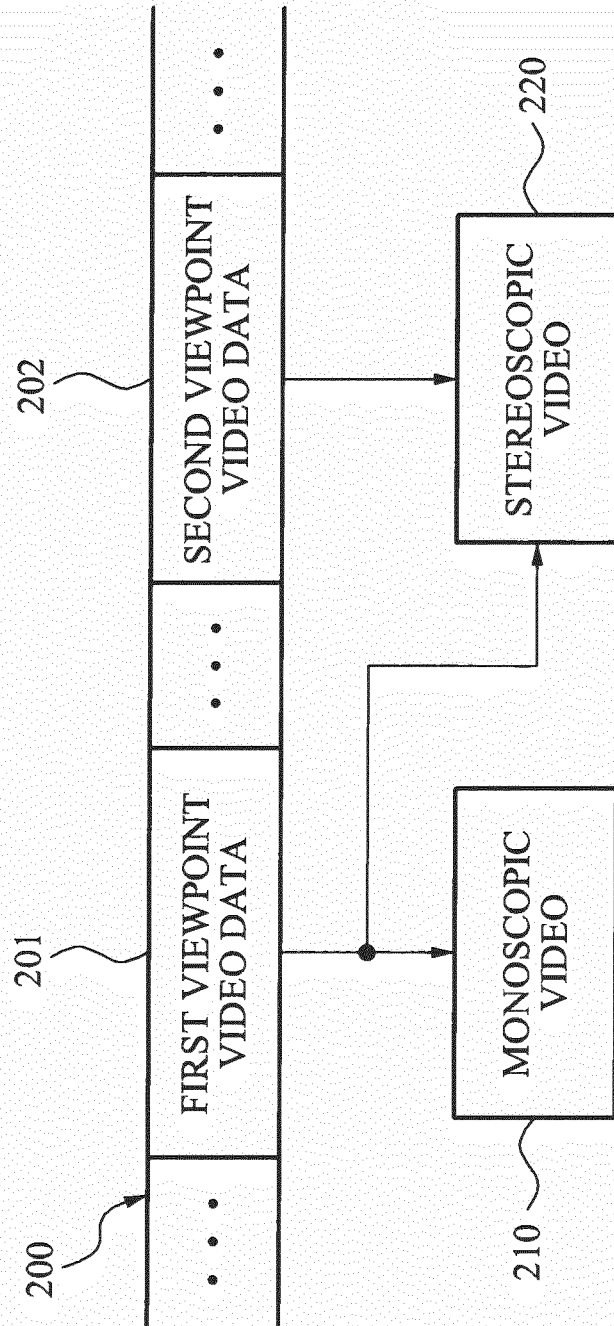 200
201
202
• • •
FIRST VIEWPOINT
VIDEO DATA
• • •
SECOND VIEWPOINT
VIDEO DATA
• • •
MONOSCOPIC
VIDEO
STEREOSCOPIC
VIDEO
210
220